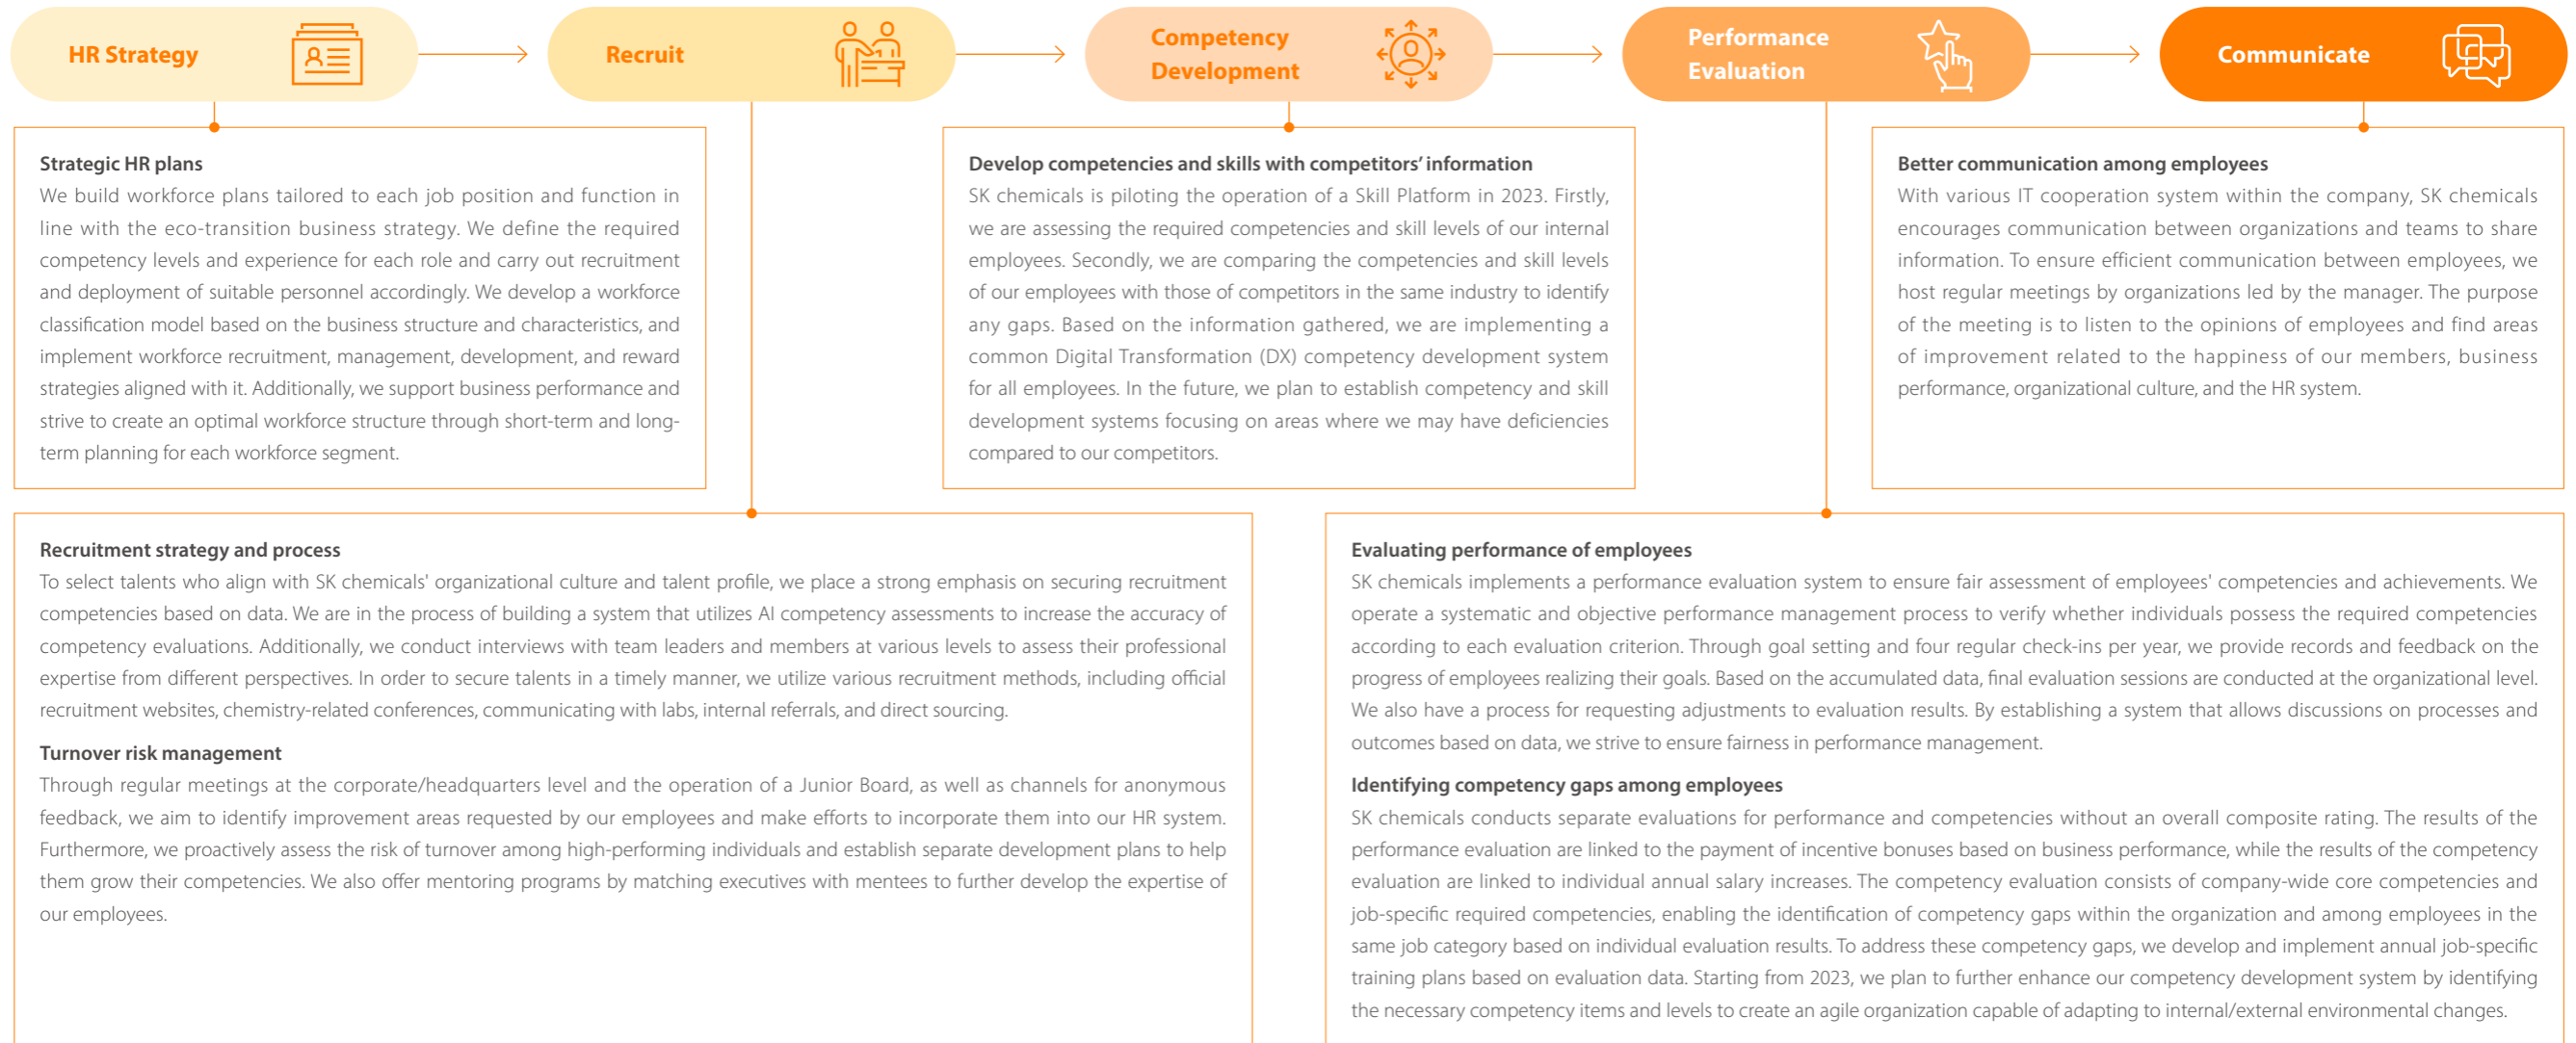 HR Strategy
Recruit
Competency
Development
Performance
Evaluation
Communicate
Strategic HR plans
We build workforce plans tailored to each job position and function in
line with the eco-transition business strategy. We define the required
competency levels and experience for each role and carry out recruitment
and deployment of suitable personnel accordingly. We develop a workforce
classification model based on the business structure and characteristics, and
implement workforce recruitment, management, development, and reward
strategies aligned with it. Additionally, we support business performance and
strive to create an optimal workforce structure through short-term and long-
term planning for each workforce segment.
Develop competencies and skills with competitors' information
SK chemicals is piloting the operation of a Skill Platform in 2023. Firstly,
we are assessing the required competencies and skill levels of our internal
employees. Secondly, we are comparing the competencies and skill levels
of our employees with those of competitors in the same industry to identify
any gaps. Based on the information gathered, we are implementing a
common Digital Transformation (DX) competency development system
for all employees. In the future, we plan to establish competency and skill
development systems focusing on areas where we may have deficiencies
compared to our competitors.
Better communication among employees
With various IT cooperation system within the company, SK chemicals
encourages communication between organizations and teams to share
information. To ensure efficient communication between employees, we
host regular meetings by organizations led by the manager. The purpose
of the meeting is to listen to the opinions of employees and find areas
of improvement related to the happiness of our members, business
performance, organizational culture, and the HR system.
Recruitment strategy and process
To select talents who align with SK chemicals' organizational culture and talent profile, we place a strong emphasis on securing recruitment
competencies based on data. We are in the process of building a system that utilizes AI competency assessments to increase the accuracy of
competency evaluations. Additionally, we conduct interviews with team leaders and members at various levels to assess their professional
expertise from different perspectives. In order to secure talents in a timely manner, we utilize various recruitment methods, including official
recruitment websites, chemistry-related conferences, communicating with labs, internal referrals, and direct sourcing.
Turnover risk management
Through regular meetings at the corporate/headquarters level and the operation of a Junior Board, as well as channels for anonymous
feedback, we aim to identify improvement areas requested by our employees and make efforts to incorporate them into our HR system.
Furthermore, we proactively assess the risk of turnover among high-performing individuals and establish separate development plans to help
them grow their competencies. We also offer mentoring programs by matching executives with mentees to further develop the expertise of
our employees.
Evaluating performance of employees
SK chemicals implements a performance evaluation system to ensure fair assessment of employees' competencies and achievements. We
operate a systematic and objective performance management process to verify whether individuals possess the required competencies
according to each evaluation criterion. Through goal setting and four regular check-ins per year, we provide records and feedback on the
progress of employees realizing their goals. Based on the accumulated data, final evaluation sessions are conducted at the organizational level.
We also have a process for requesting adjustments to evaluation results. By establishing a system that allows discussions on processes and
outcomes based on data, we strive to ensure fairness in performance management.
Identifying competency gaps among employees
SK chemicals conducts separate evaluations for performance and competencies without an overall composite rating. The results of the
performance evaluation are linked to the payment of incentive bonuses based on business performance, while the results of the competency
evaluation are linked to individual annual salary increases. The competency evaluation consists of company-wide core competencies and
job-specific required competencies, enabling the identification of competency gaps within the organization and among employees in the
same job category based on individual evaluation results. To address these competency gaps, we develop and implement annual job-specific
training plans based on evaluation data. Starting from 2023, we plan to further enhance our competency development system by identifying
the necessary competency items and levels to create an agile organization capable of adapting to internal/external environmental changes.